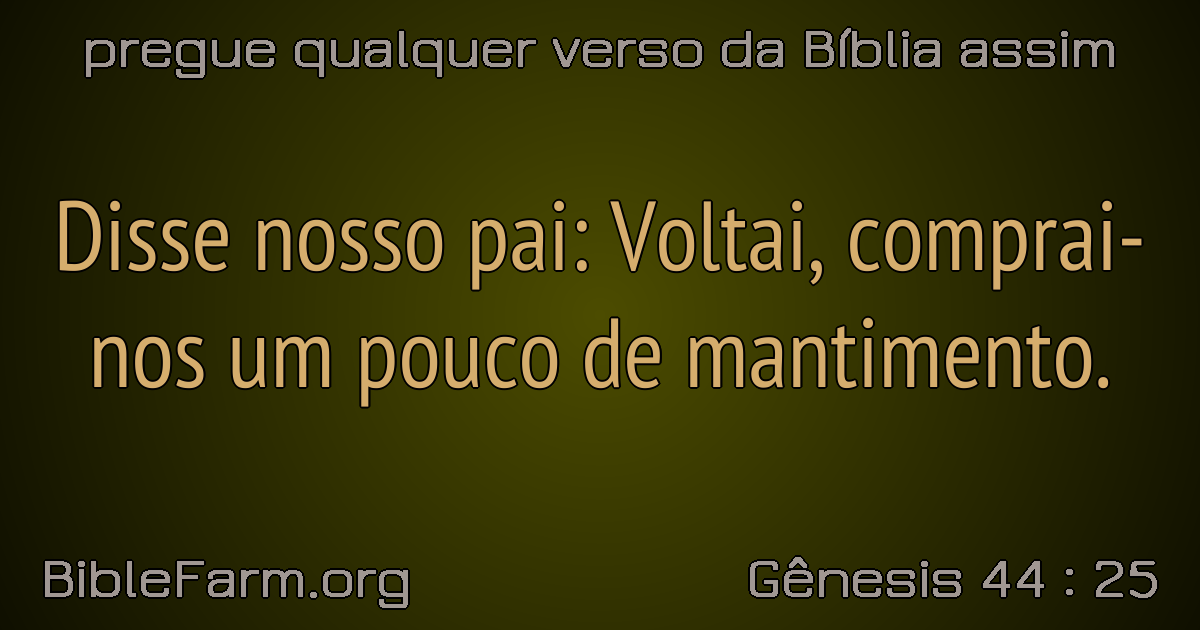 pregue qualquer verso da Bíblia assim
Disse nosso pai: Voltai, comprai-
nos um pouco de mantimento.
BibleFarm.org
Gênesis 44 : 25